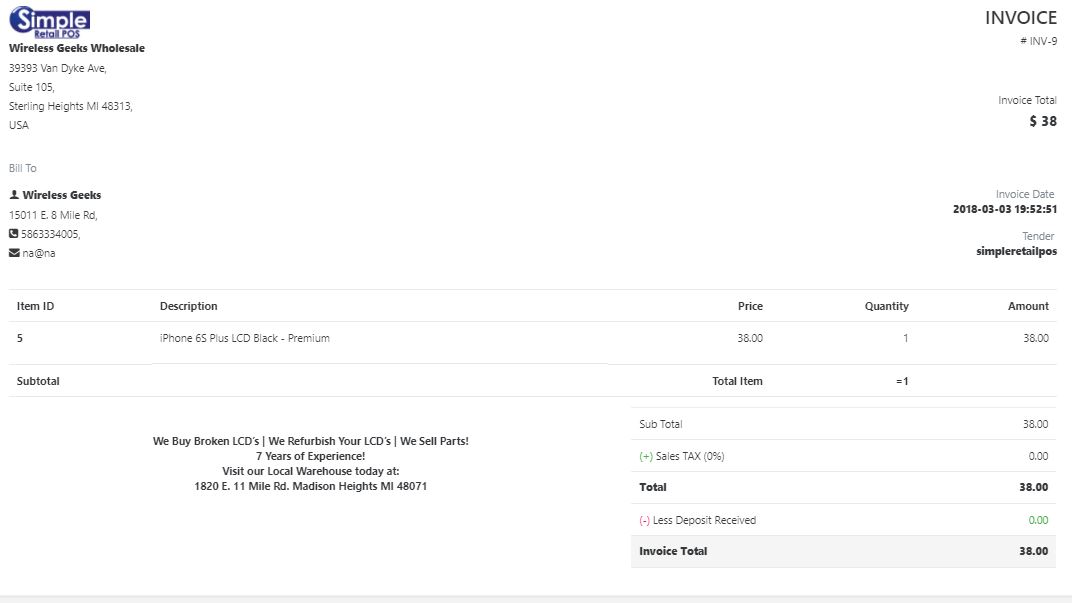 Simple
Retail POS
INVOICE
# INV-9
Wireless Geeks Wholesale
39393 Van Dyke Ave,
Suite 105,
Sterling Heights MI 48313,
USA
Invoice Total
$ 38
Bill To
Wireless Geeks
15011 E. 8 Mile Rd,
5863334005,
na@na
Invoice Date
2018-03-03 19:52:51
Tender
simpleretailpos
Item ID Description Price Quantity Amount
5 iPhone 6S Plus LCD Black - Premium 38.00 1 38.00
Subtotal Total Item =1
We Buy Broken LCD's | We Refurbish Your LCD's | We Sell Parts!
7 Years of Experience!
Visit our Local Warehouse today at:
1820 E. 11 Mile Rd. Madison Heights MI 48071
Sub Total 38.00
(+) Sales TAX (0%) 0.00
Total 38.00
(-) Less Deposit Received 0.00
Invoice Total 38.00